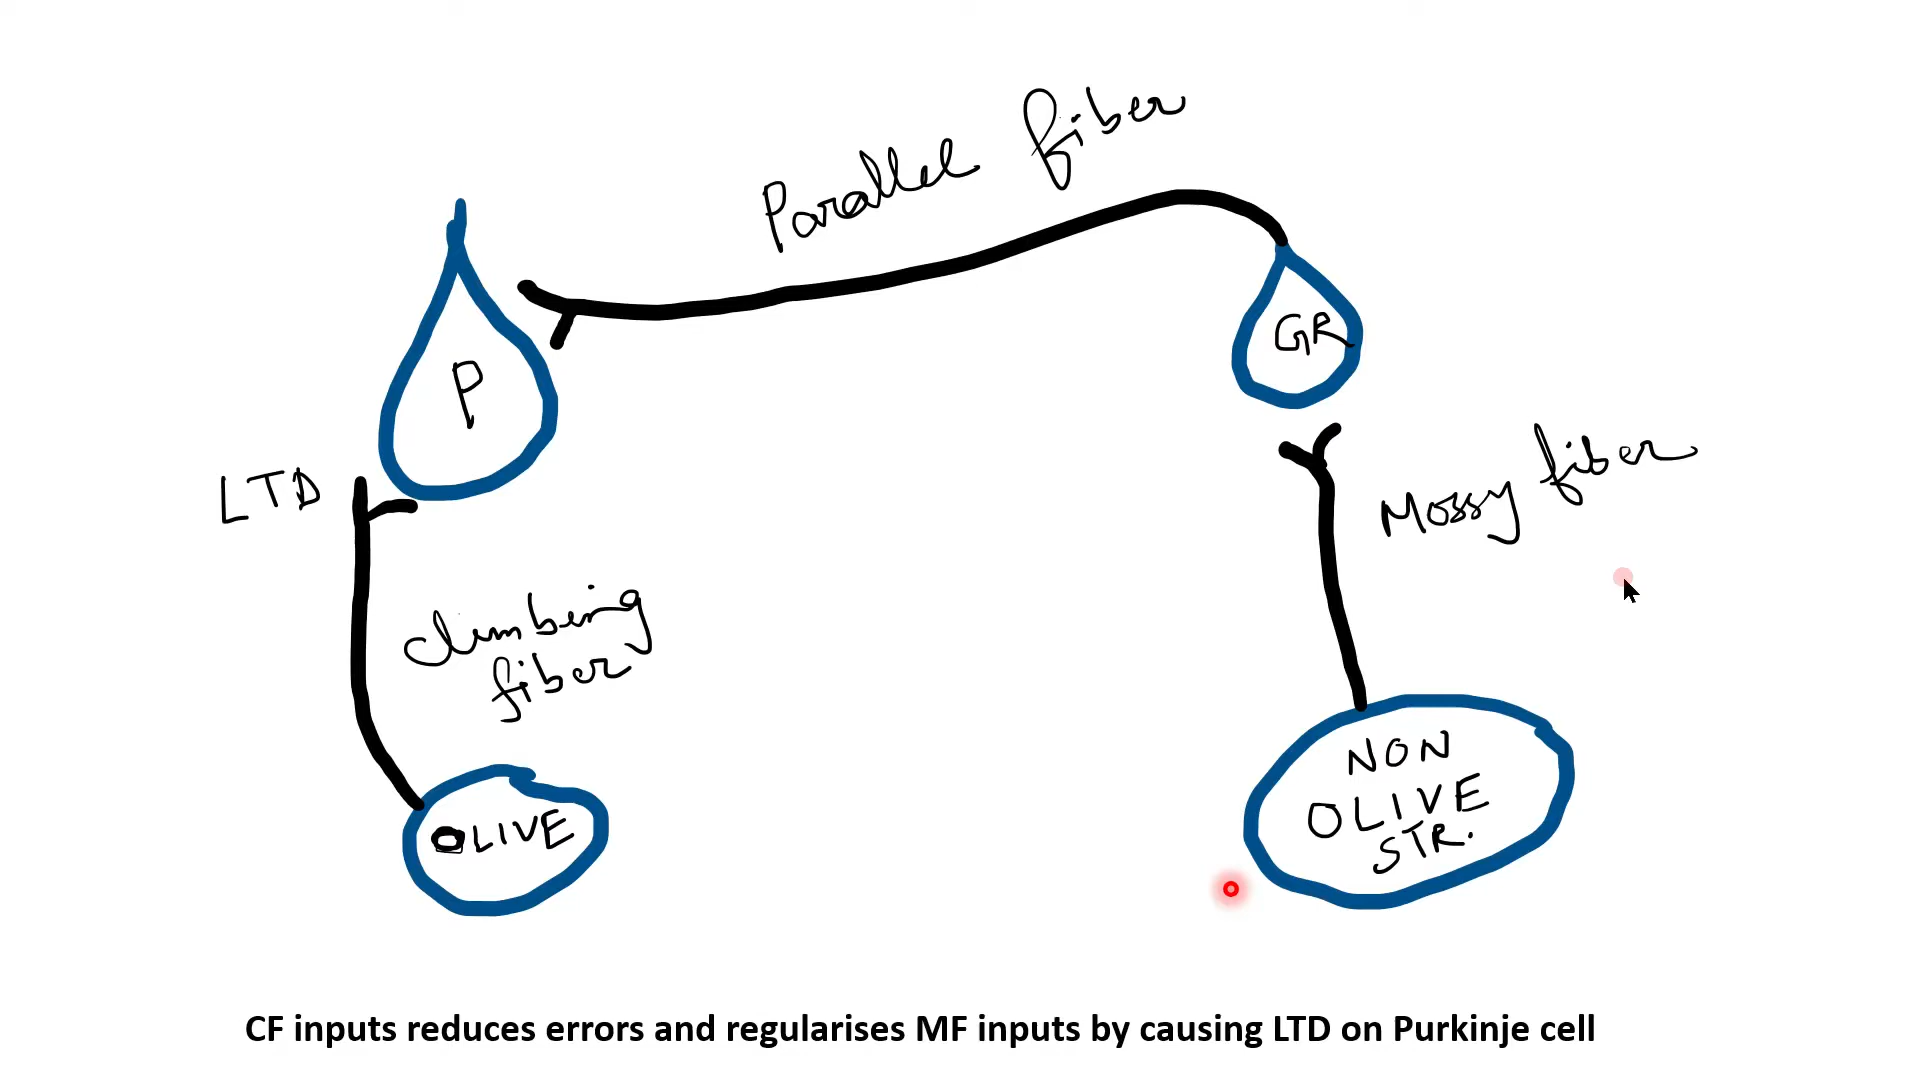 Parallel fiber
P
GR
LTD
Mossy fiber
climbing
fiber
OLIVE
NON
OLIVE
STR.
CF inputs reduces errors and regularises MF inputs by causing LTD on Purkinje cell